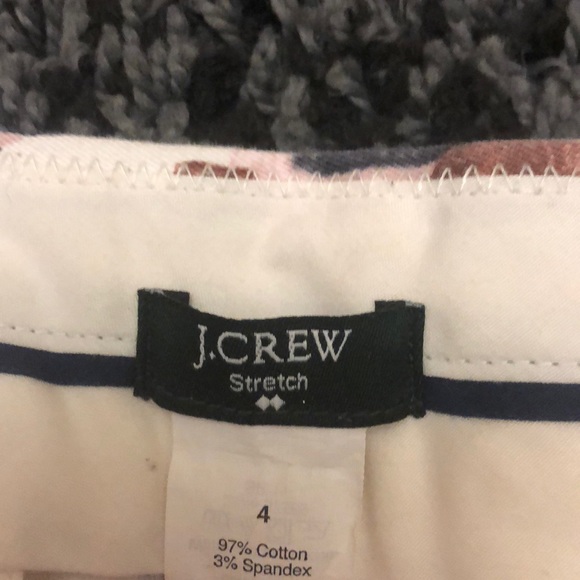 J.CREW
Stretch
4
97% Cotton
3% Spandex